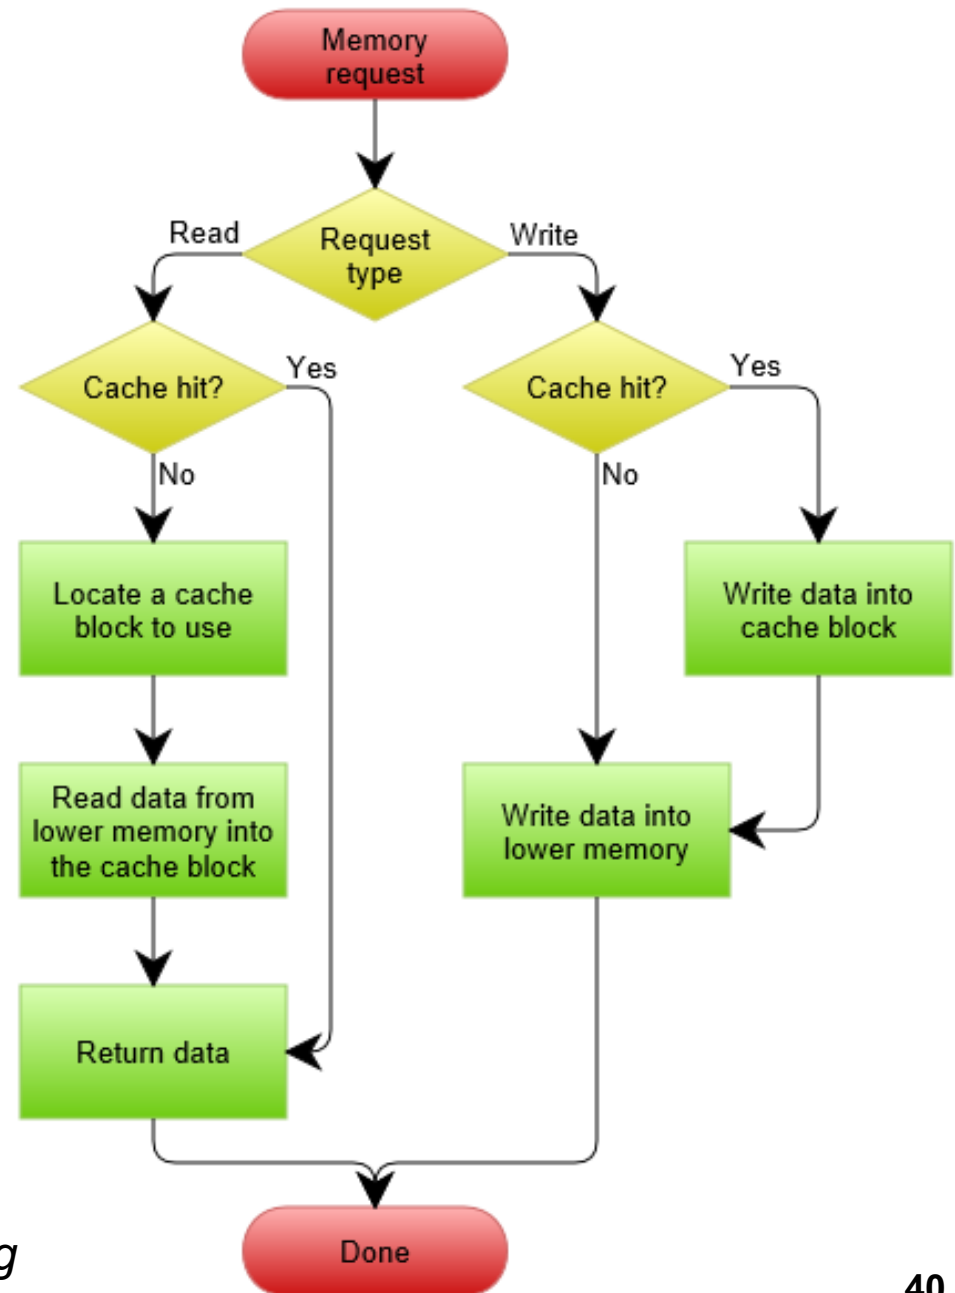 Memory
request
Read
Request
type
Write
Cache hit?
Yes
Cache hit?
Yes
No
No
Locate a cache
block to use
Write data into
cache block
Read data from
lower memory into
the cache block
Write data into
lower memory
Return data
Done
g
40